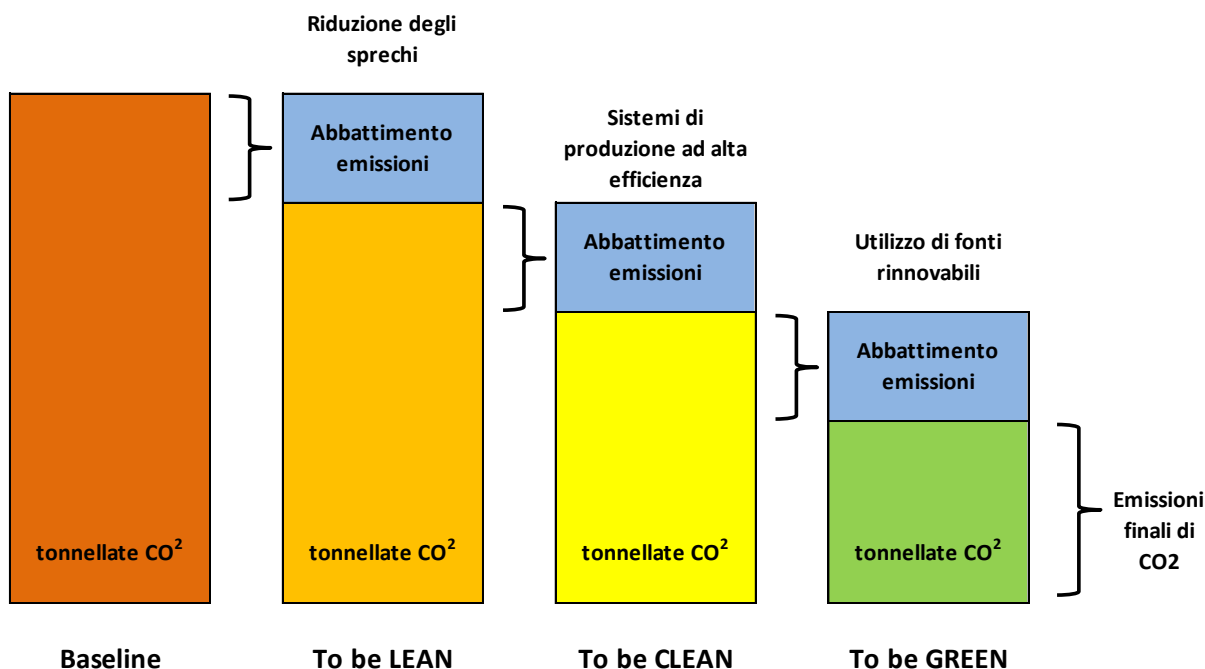 Riduzione degli
sprechi
Abbattimento
emissioni
Sistemi di
produzione ad alta
efficienza
Abbattimento
emissioni
Utilizzo di fonti
rinnovabili
Abbattimento
emissioni
Emissioni
finali di
CO2
tonnellate CO²
tonnellate CO²
tonnellate CO²
tonnellate CO²
Baseline
To be LEAN
To be CLEAN
To be GREEN